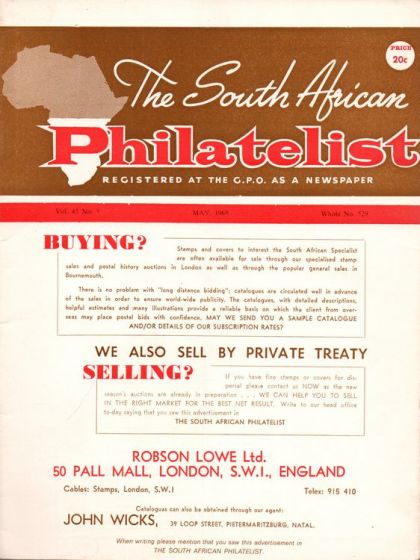 PRICE
20c
The South African
Philatelist
REGISTERED AT THE G.P.O. AS A NEWSPAPER
Vol. 45 No. MAY, 1969 Whole No. 529
BUYING?
Stamps and covers to interest the South African Specialist
are often available for sale through our specialised stamp
sales and postal history auctions in London as well as through the popular general sales in
Bournemouth.
There is no problem with "long distance bidding"; catalogues are circulated well in advance
of the sales in order to ensure world-wide publicity. The catalogues, with detailed descriptions,
helpful estimates and many illustrations provide a reliable basis on which the client from over-
seas may place postal bids with confidence. MAY WE SEND YOU A SAMPLE CATALOGUE
AND/OR DETAILS OF OUR SUBSCRIPTION RATES?
WE ALSO SELL BY PRIVATE TREATY
SELLING?
If you have fine stamps or covers for dis-
persal please contact us NOW as the new
season's auctions are already in preparation . . . WE CAN HELP YOU TO SELL
IN THE RIGHT MARKET FOR THE BEST NET RESULT. Write to our head office
to-day saying that you saw this advertisement in
THE SOUTH AFRICAN PHILATELIST
ROBSON LOWE Ltd.
50 PALL MALL, LONDON, S.W.I., ENGLAND
Cables: Stamps, London, S.W.I Telex: 915 410
Catalogues can also be obtained through our agent:
JOHN WICKS, 39 LOOP STREET, PIETERMARITZBURG, NATAL.
When writing please mention that you saw this advertisement in
THE SOUTH AFRICAN PHILATELIST.